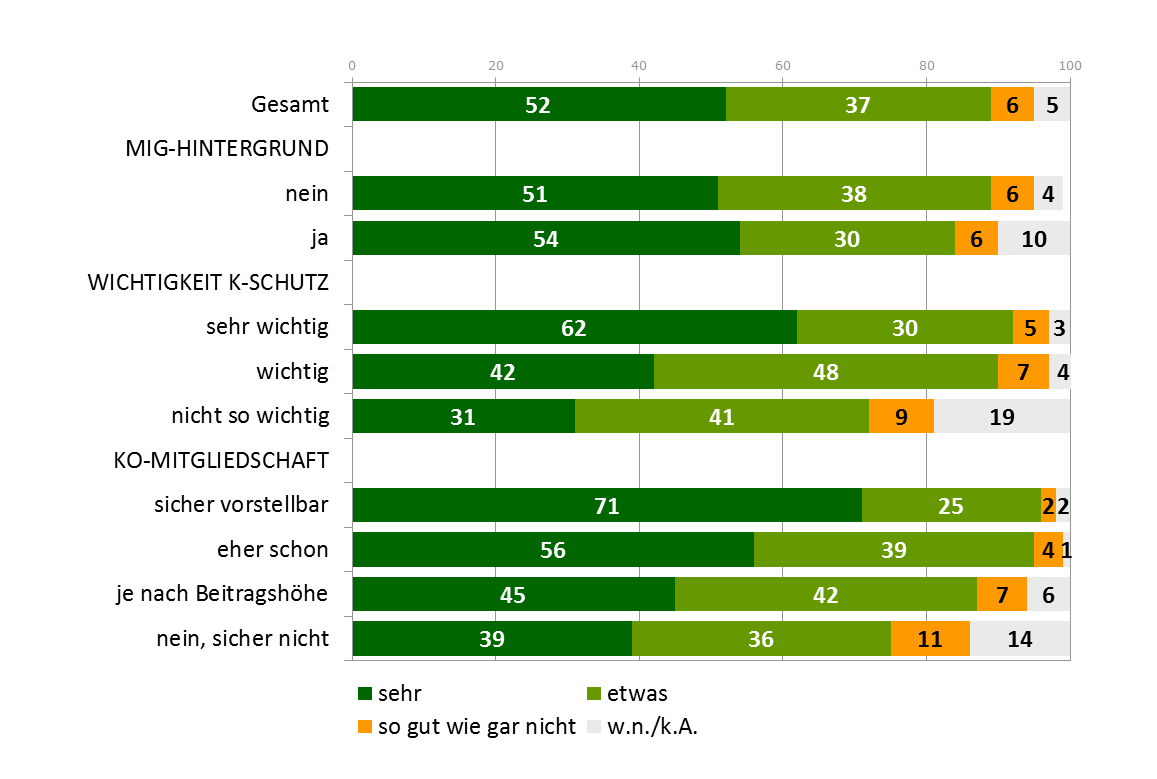 0 20 40 60 80 100
Gesamt 52 37 6 5
MIG-HINTERGRUND
nein 51 38 6 4
ja 54 30 6 10
WICHTIGKEIT K-SCHUTZ
sehr wichtig 62 30 5 3
wichtig 42 48 7 4
nicht so wichtig 31 41 9 19
KO-MITGLIEDSCHAFT
sicher vorstellbar 71 25 2 2
eher schon 56 39 4 1
je nach Beitragshöhe 45 42 7 6
nein, sicher nicht 39 36 11 14
sehr etwas
so gut wie gar nicht w.n./k.A.